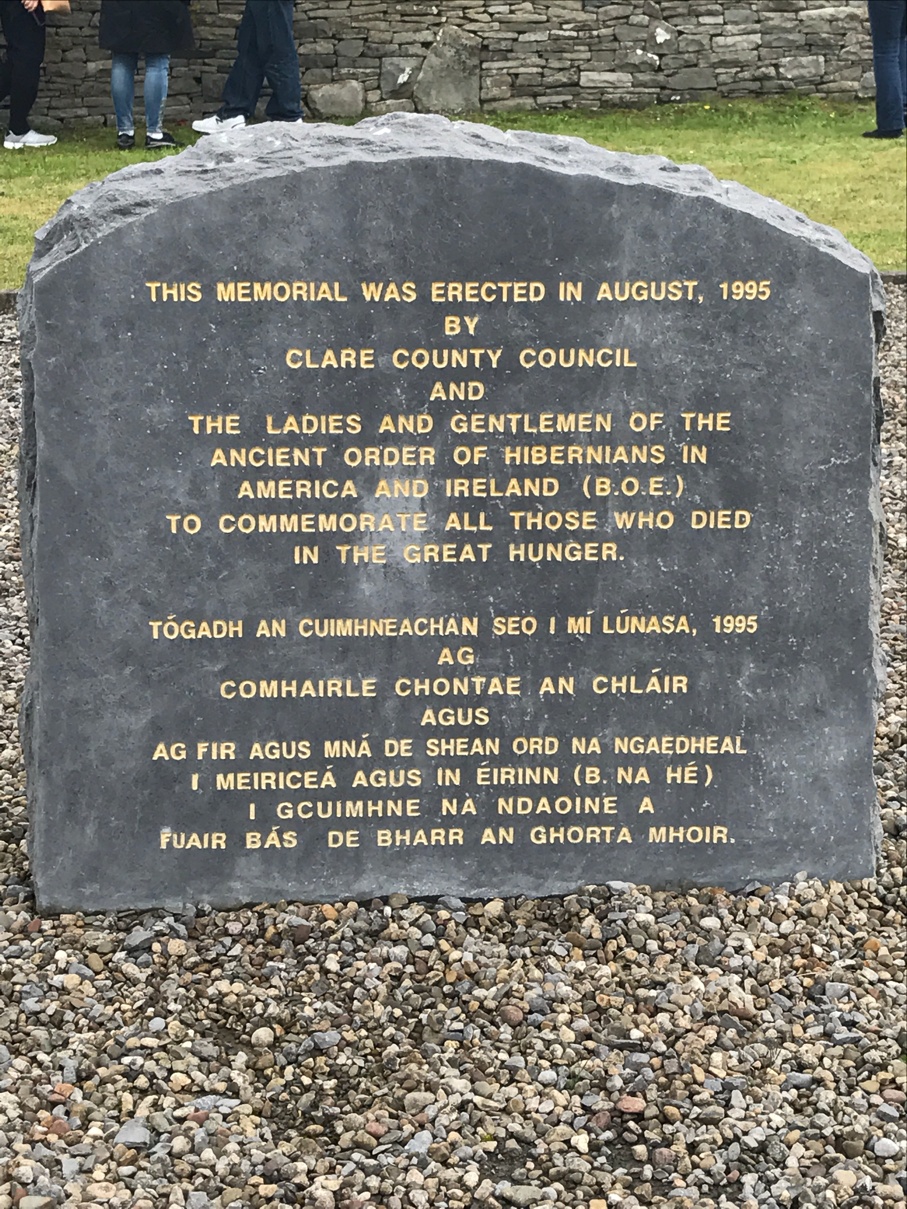 THIS MEMORIAL WAS ERECTED IN AUGUST, 1995
BY
CLARE COUNTY COUNCIL
AND
THE LADIES AND GENTLEMEN OF THE
ANCIENT ORDER OF HIBERNIANS IN
AMERICA AND IRELAND (B.O.E.)
TO COMMEMORATE ALL THOSE WHO DIED
IN THE GREAT HUNGER.
TÓGADH AN CUIMHNEACHAN SEO I MÍ LÚNASA, 1995
AG
COMHAIRLE CHONTAE AN CHLÁIR
AGUS
AG FIR AGUS MNÁ DE SHEAN ORD NA NGAEDHEAL
I MEIRICEÁ AGUS IN ÉIRINN (B. NA HÉ)
I GCUIMHNE NA NDAOINE A
FUAIR BÁS DE BHARR AN GHORTA MHOIR.